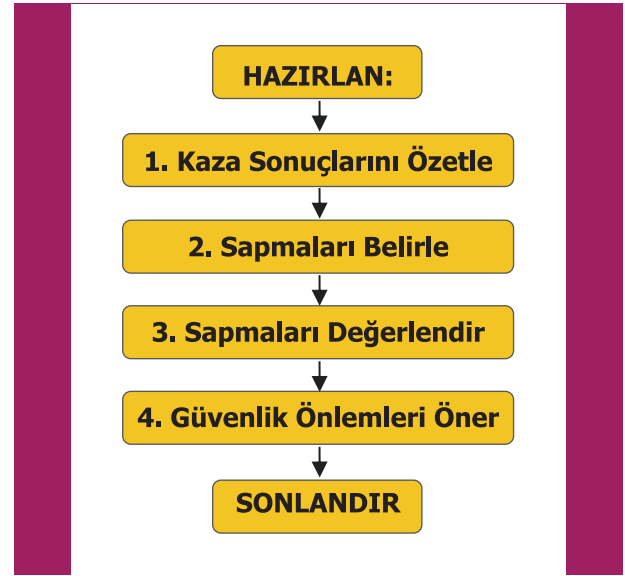 HAZIRLAN:
1. Kaza Sonuçlarını Özetle
2. Sapmaları Belirle
3. Sapmaları Değerlendir
4. Güvenlik Önlemleri Öner
SONLANDIR